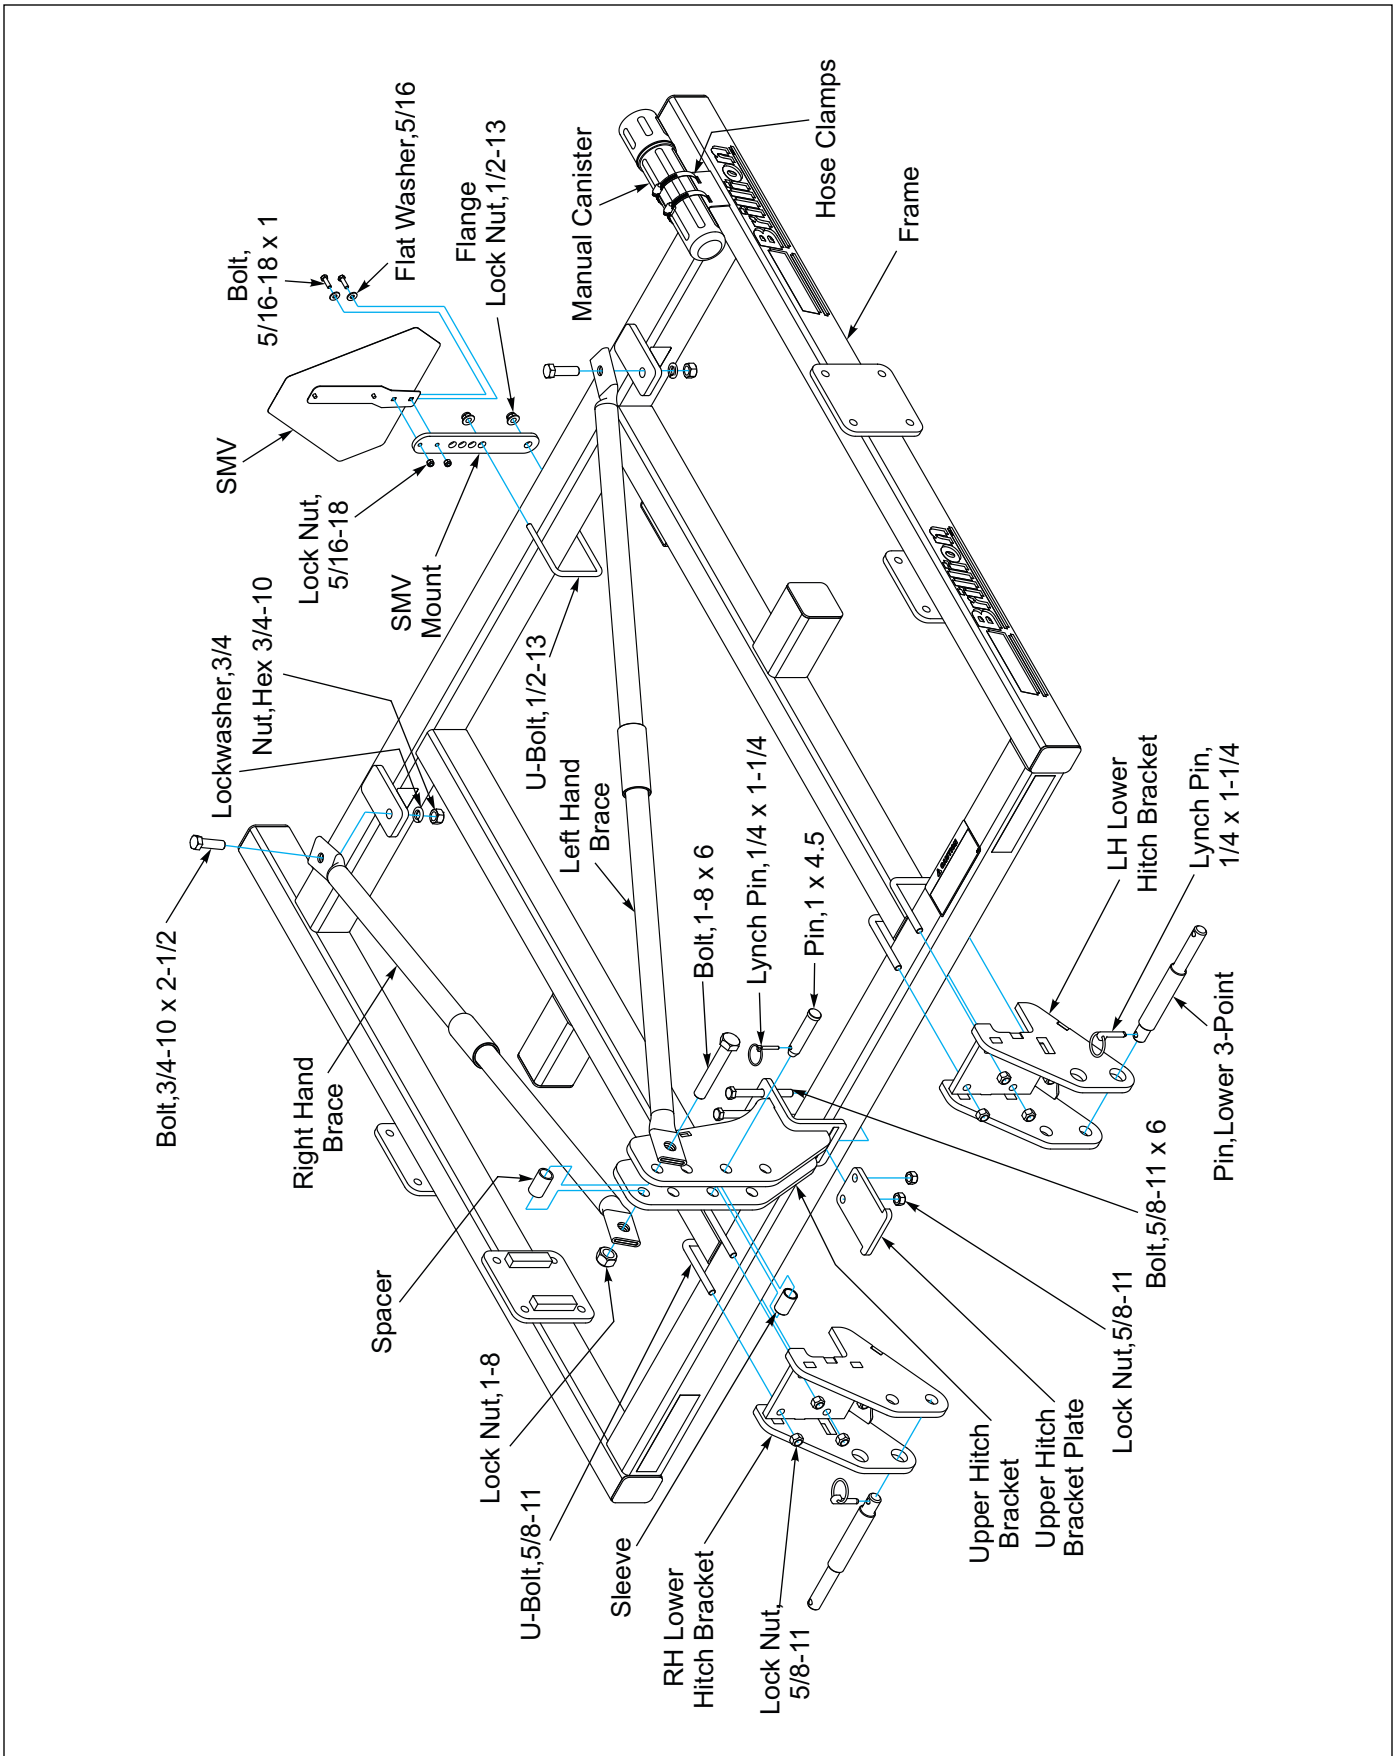 Bolt,3/4-10 x 2-1/2
Lockwasher,3/4
Nut,Hex 3/4-10
SMV
Bolt,
5/16-18 x 1
Flat Washer,5/16
Flange
Lock Nut,1/2-13
Manual Canister
Hose Clamps
Frame
Lock Nut,
5/16-18
SMV
Mount
U-Bolt,1/2-13
Right Hand
Brace
Left Hand
Brace
Bolt,1-8 x 6
Lynch Pin,1/4 x 1-1/4
Pin,1 x 4.5
LH Lower
Hitch Bracket
Lynch Pin,
1/4 x 1-1/4
Pin,Lower 3-Point
Spacer
Lock Nut,1-8
U-Bolt,5/8-11
Sleeve
RH Lower
Hitch Bracket
Lock Nut,
5/8-11
Upper Hitch
Bracket
Upper Hitch
Bracket Plate
Lock Nut,5/8-11
Bolt,5/8-11 x 6
Brillion
Brillion
CAUTION